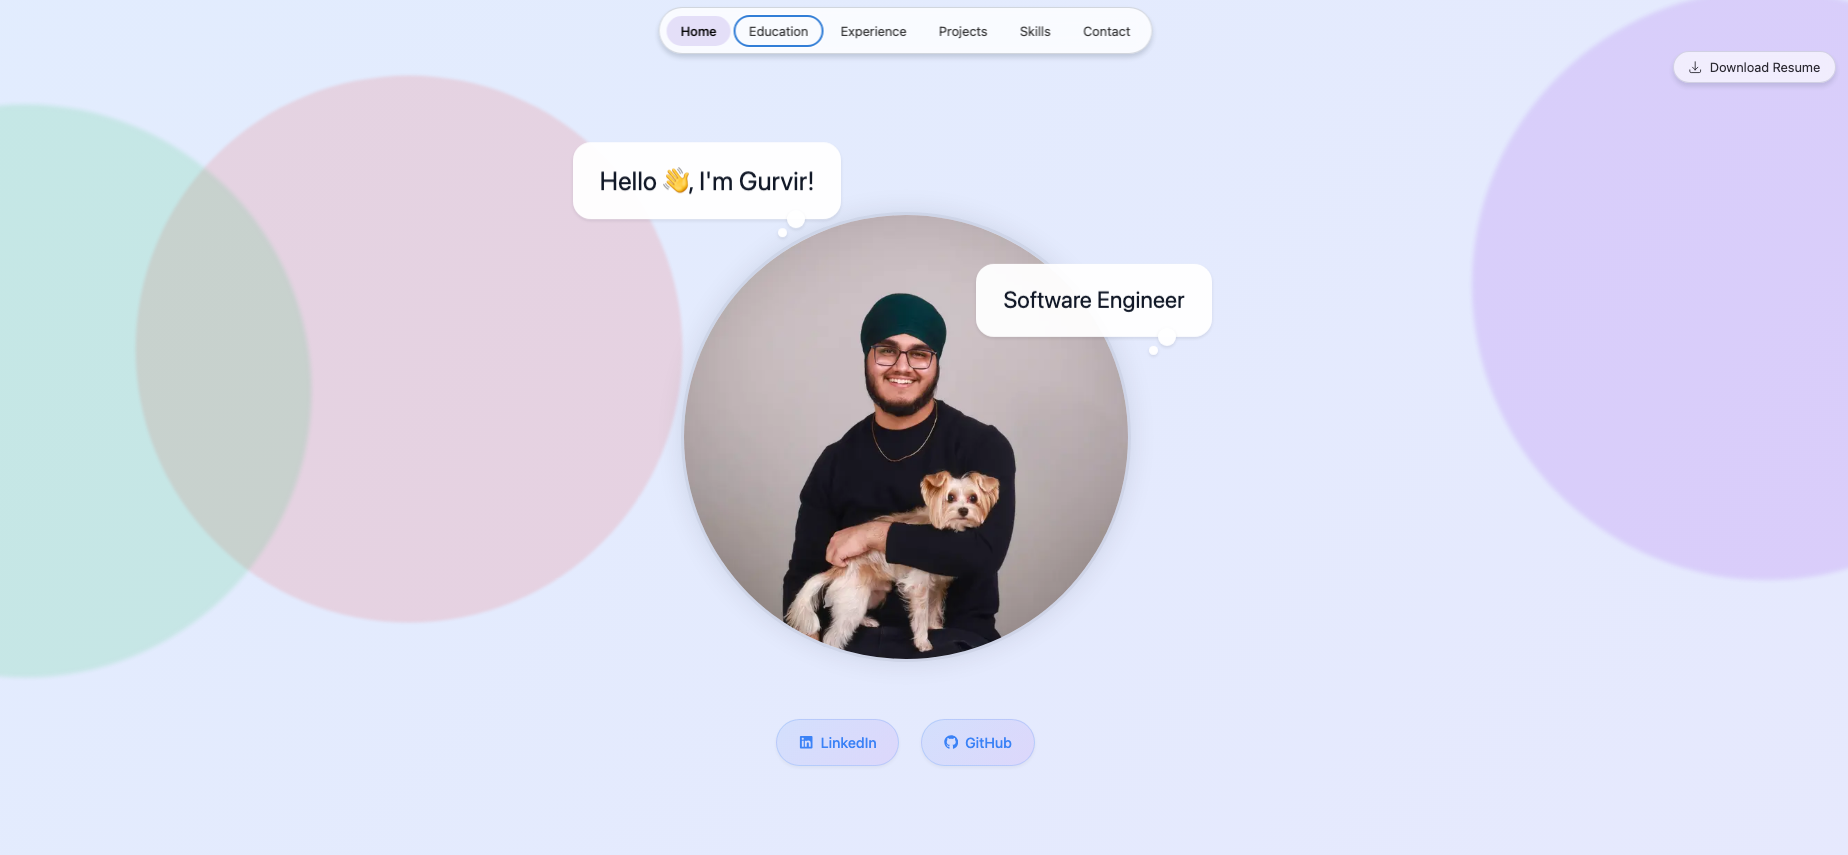 Home Education Experience Projects Skills Contact
Download Resume
Hello 👋, I'm Gurvir!
Software Engineer
LinkedIn GitHub